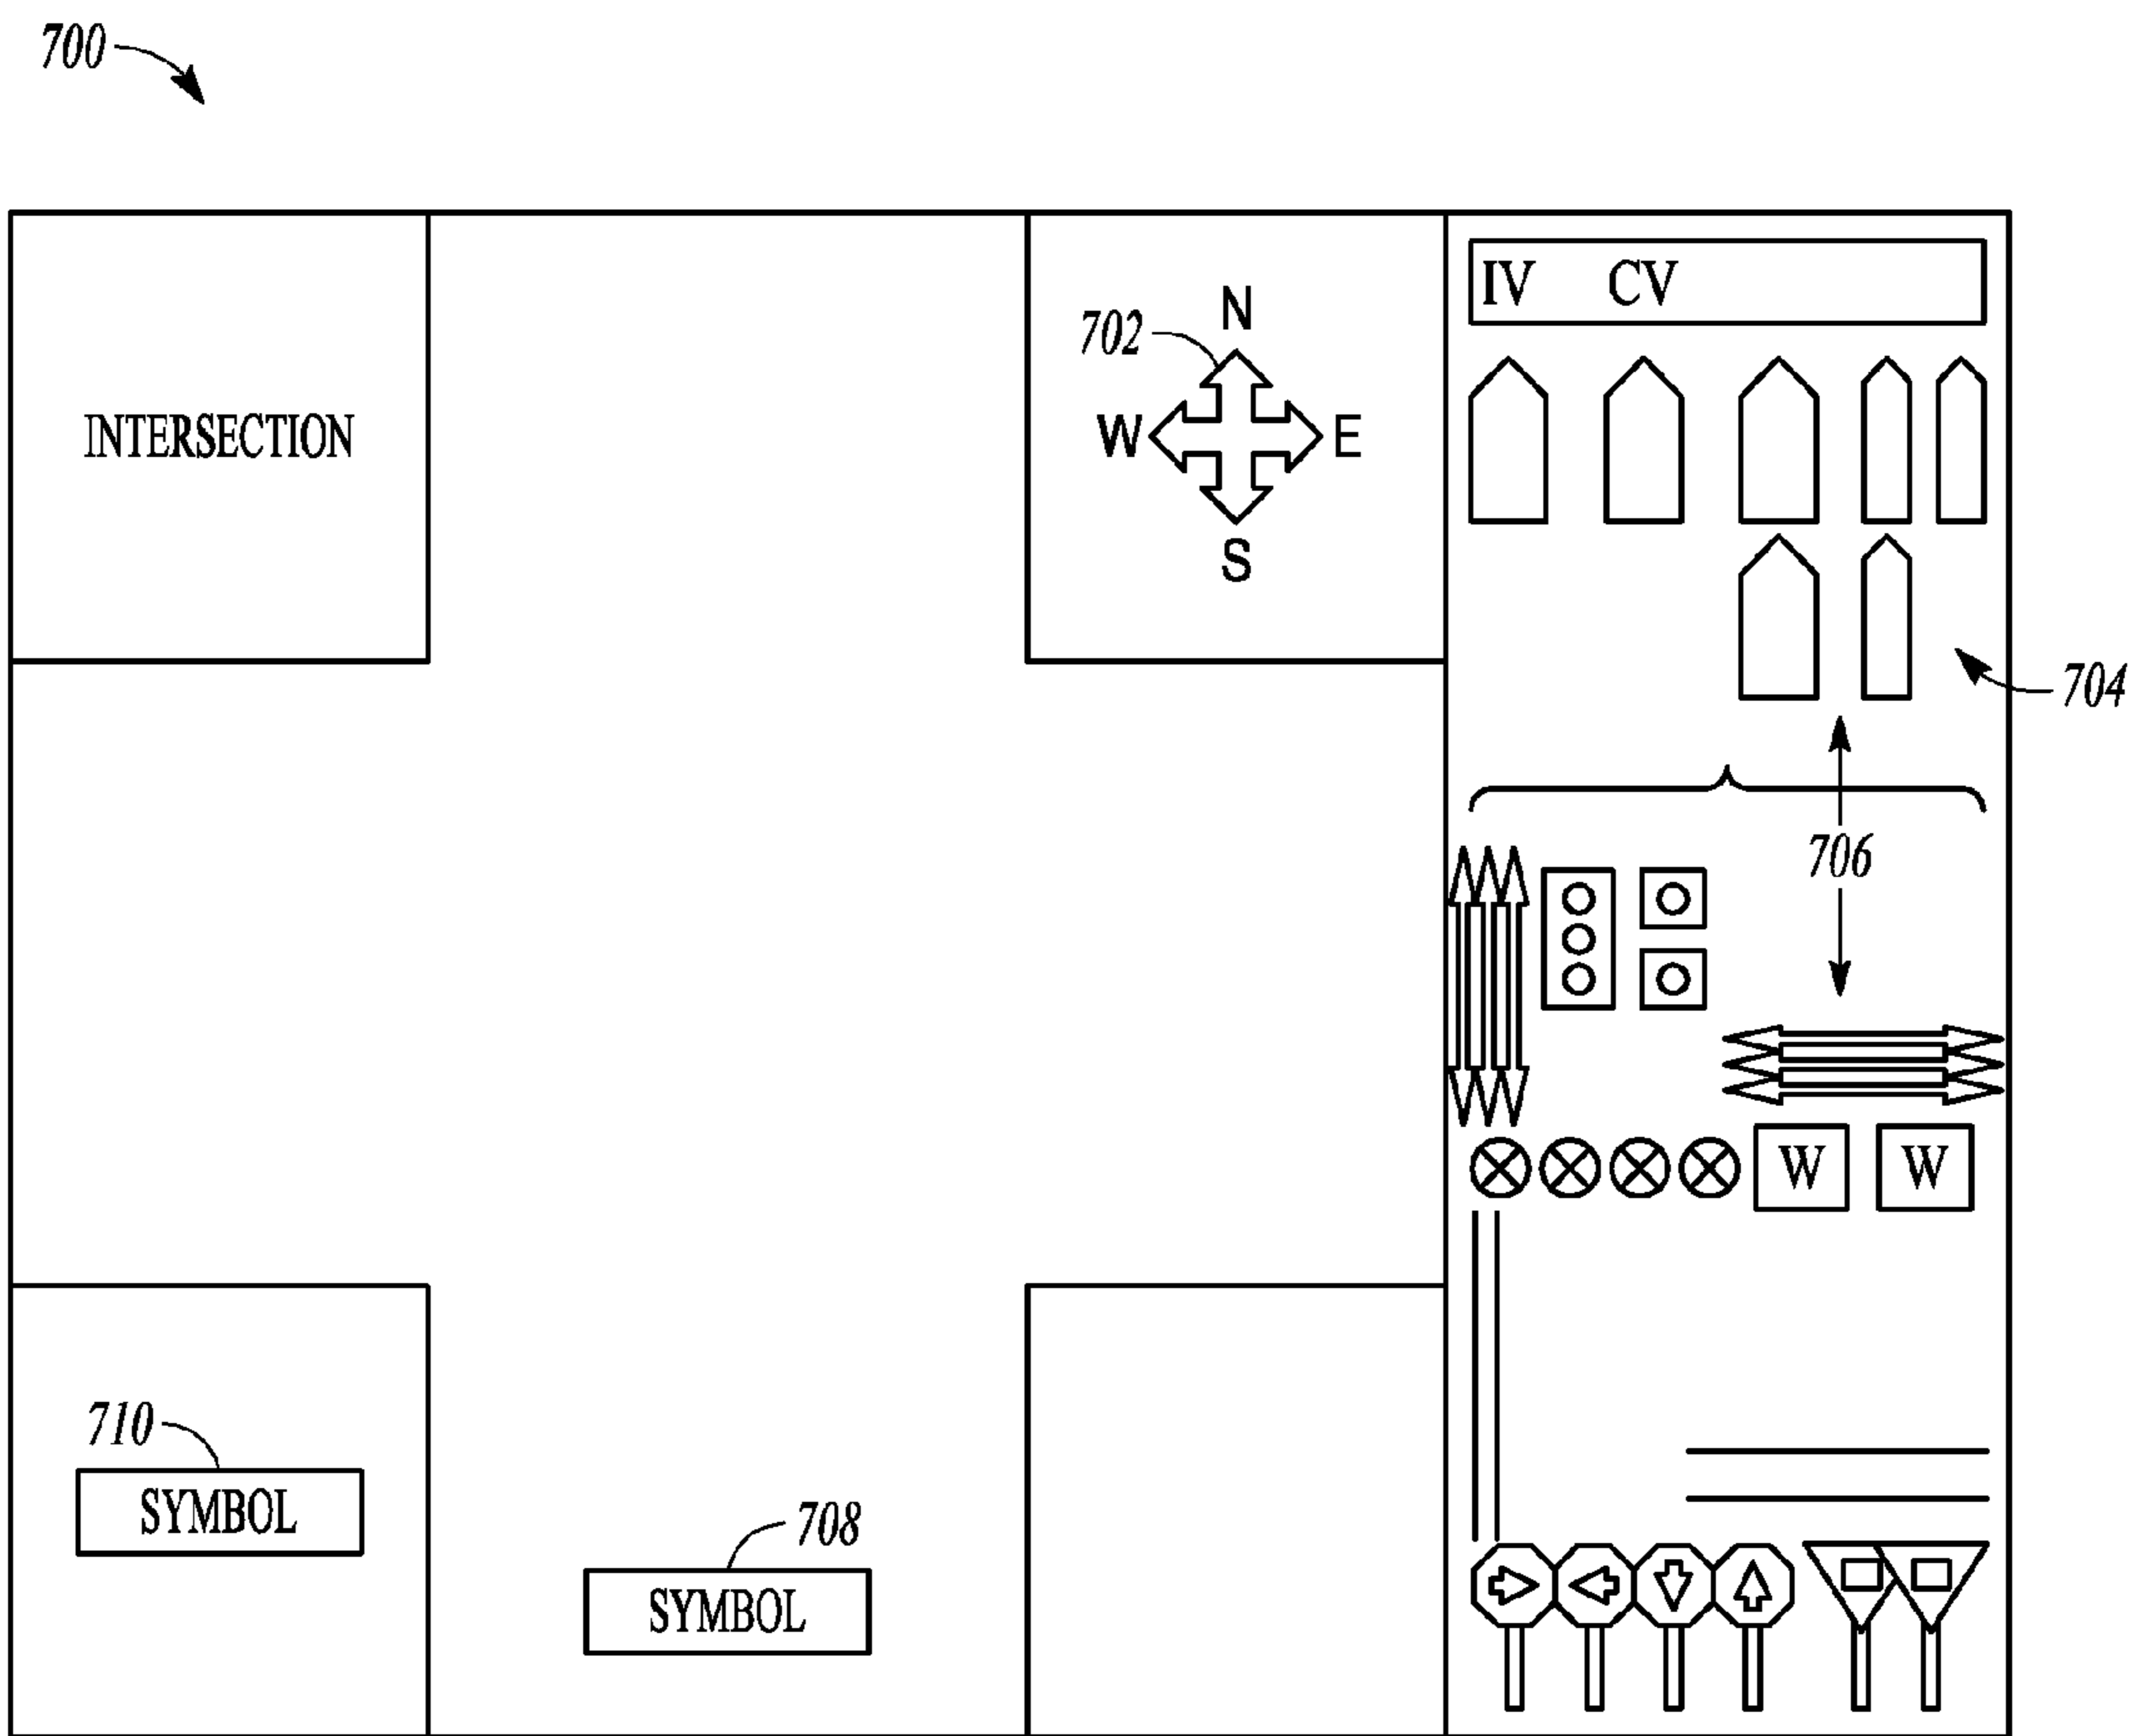 700
IV CV
N
702
INTERSECTION
W E
S
704
706
W W
710
SYMBOL
708
SYMBOL